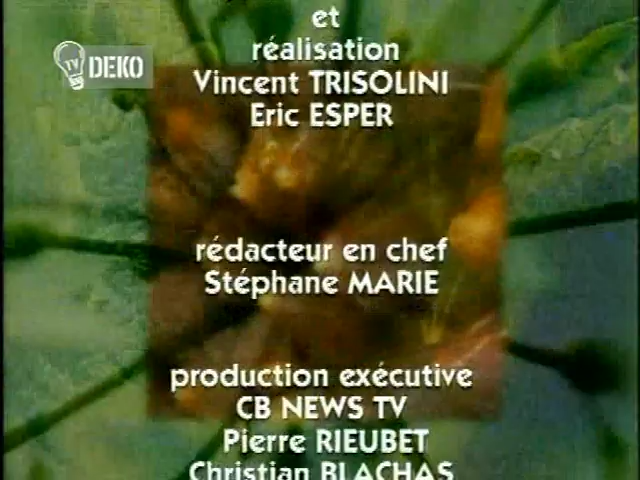 et
réalisation
TV DEKO
Vincent TRISOLINI
Eric ESPER
rédacteur en chef
Stéphane MARIE
production exécutive
CB NEWS TV
Pierre RIEUBET
Christian BLACHAS